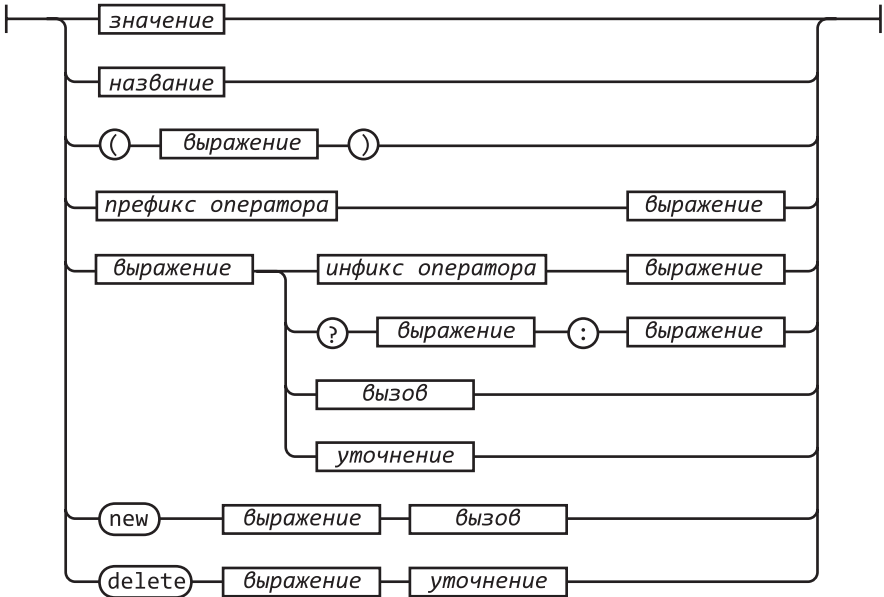 значение
название
( выражение )
префикс оператора выражение
выражение инфикс оператора выражение
? выражение : выражение
вызов
уточнение
new выражение вызов
delete выражение уточнение